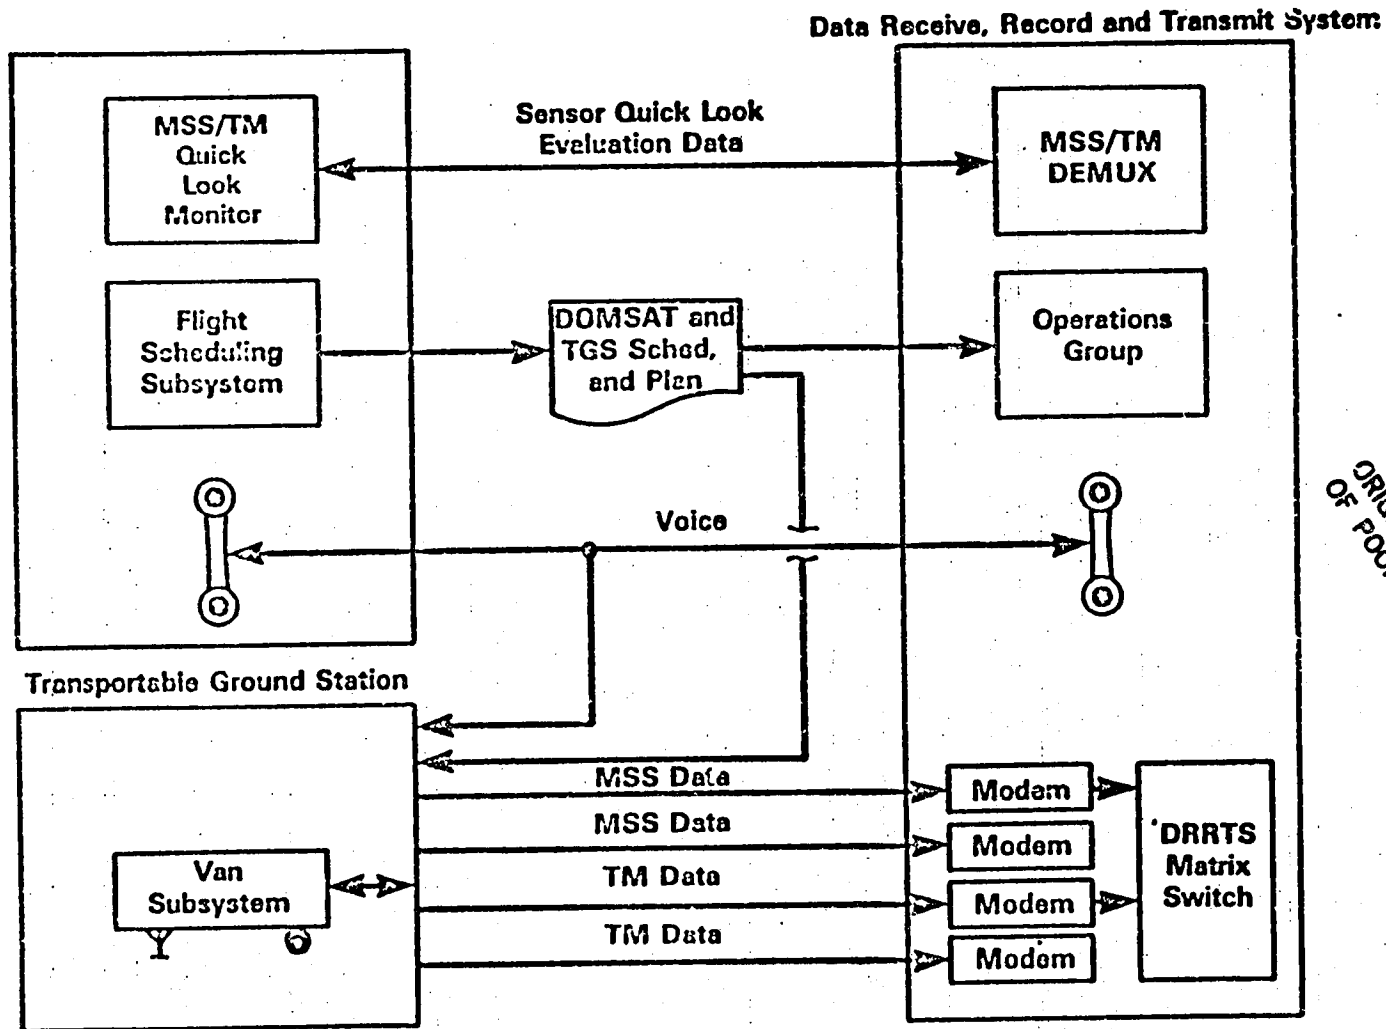 Data Receive, Record and Transmit System
MSS/TM
Quick
Look
Monitor
Sensor Quick Look
Evaluation Data
MSS/TM
DEMUX
Flight
Scheduling
Subsystem
DOMSAT and
TGS Sched,
and Plan
Operations
Group
Voice
OF
Transportable Ground Station
Van
Subsystem
MSS Data
MSS Data
TM Data
TM Data
Modem
Modem
Modem
Modem
DRRTS
Matrix
Switch